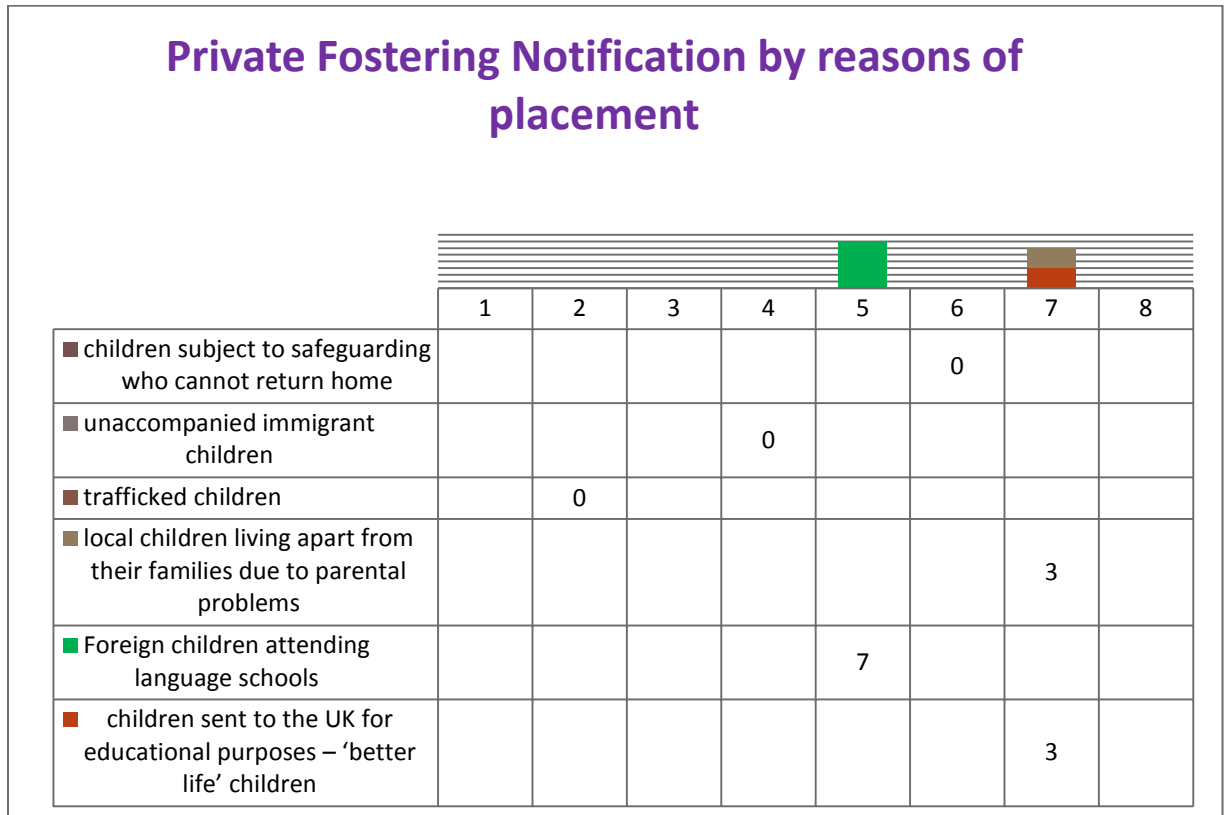 Private Fostering Notification by reasons of
placement
1 2 3 4 5 6 7 8
children subject to safeguarding
who cannot return home
0
unaccompanied immigrant
children
0
trafficked children
0
local children living apart from
their families due to parental
problems
3
Foreign children attending
language schools
7
children sent to the UK for
educational purposes – ‘better
life’ children
3